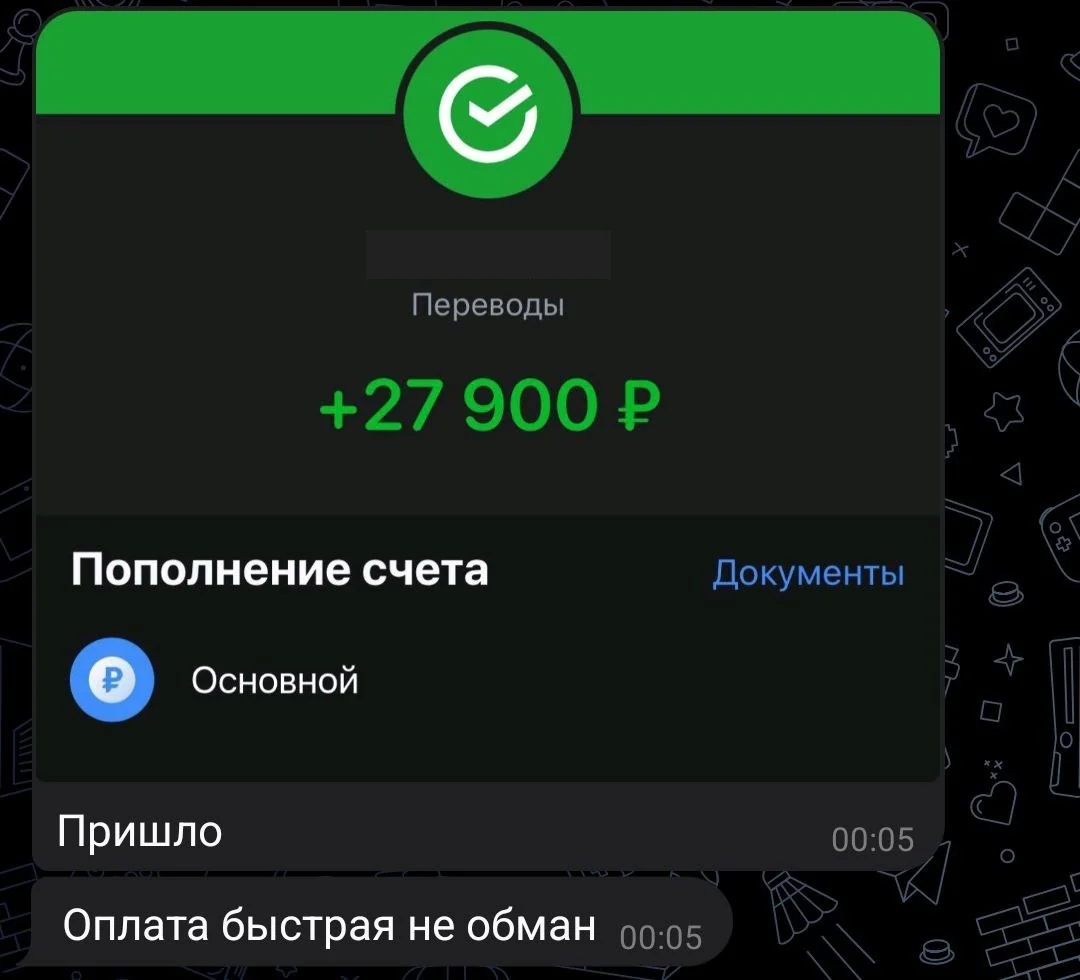 Переводы
+27 900 ₽
Пополнение счета Документы
₽ Основной
Пришло 00:05
Оплата быстрая не обман 00:05